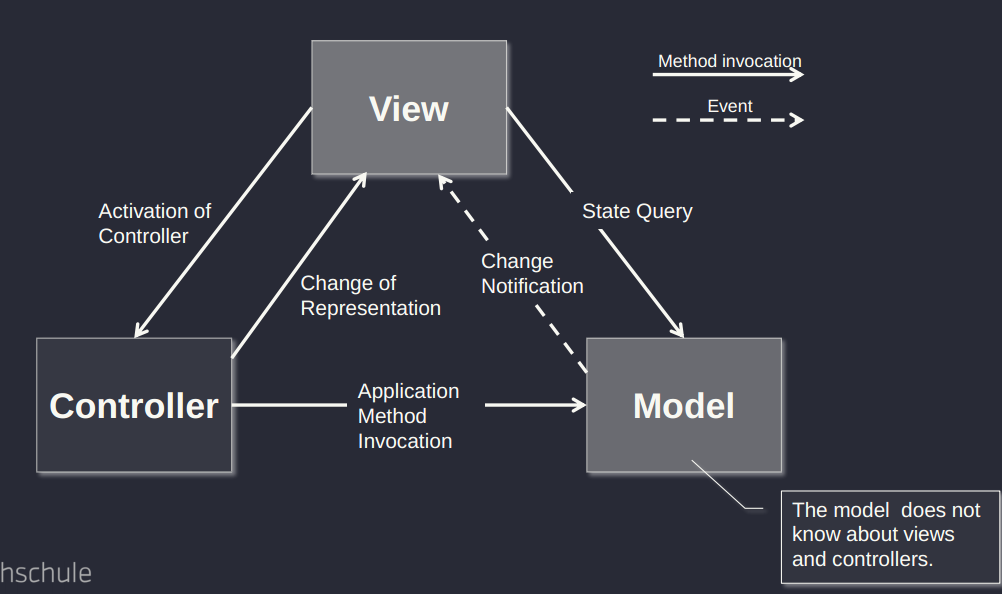 View
Method invocation
Event
Activation of
Controller
State Query
Change
Notification
Change of
Representation
Controller
Application
Method
Invocation
Model
The model does not
know about views
and controllers.
hschule